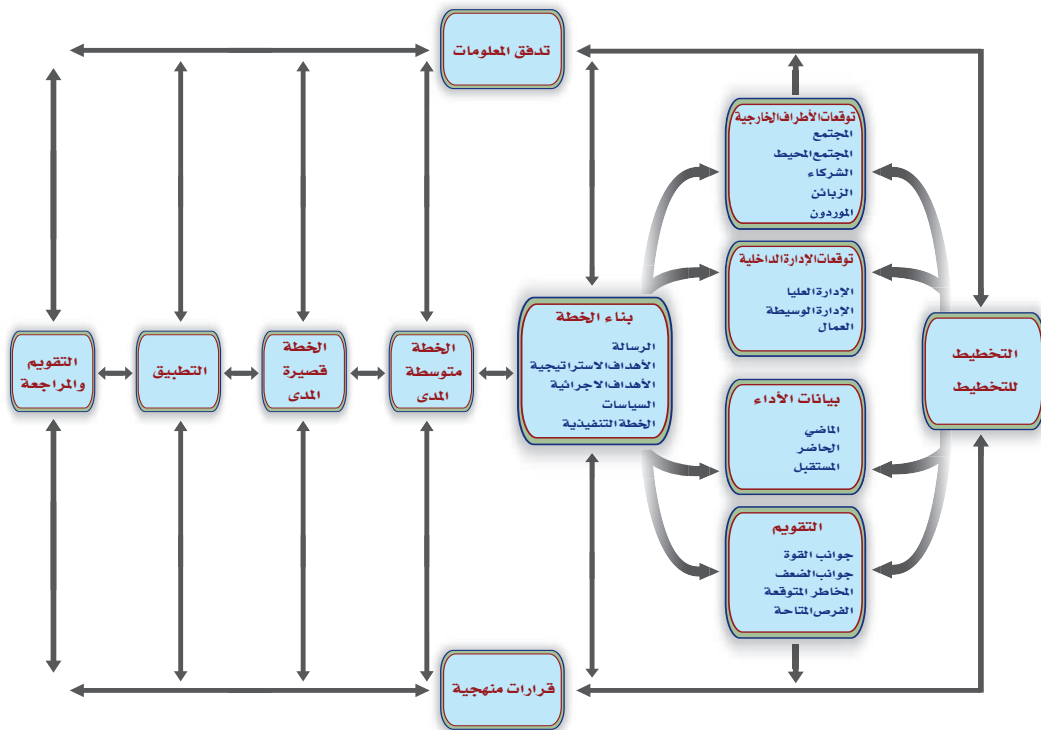 تدفق المعلومات
توقعات الأطراف الخارجية
المجتمع
المجتمع المحيط
الشركاء
الزبائن
الموردون
توقعات الإدارة الداخلية
الإدارة العليا
الإدارة الوسيطة
العمال
التخطيط
للتخطيط
بيانات الأداء
الماضي
الحاضر
المستقبل
التقويم
جوانب القوة
جوانب الضعف
المخاطر المتوقعة
الفرص المتاحة
بناء الخطة
الرسالة
الأهداف الاستراتيجية
الأهداف الاجرائية
السياسات
الخطة التنفيذية
الخطة
متوسطة
المدى
الخطة
قصيرة
المدى
التطبيق
التقويم
والمراجعة
قرارات منهجية